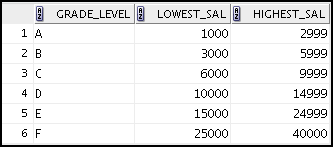 GRADE_LEVEL LOWEST_SAL HIGHEST_SAL
1 A 1000 2999
2 B 3000 5999
3 C 6000 9999
4 D 10000 14999
5 E 15000 24999
6 F 25000 40000